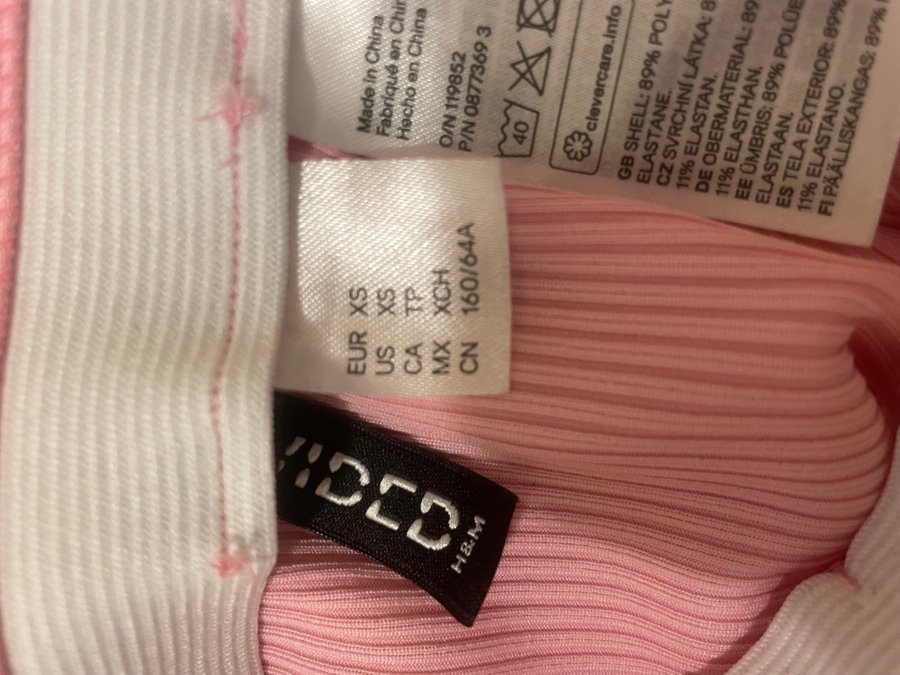 Made in China
Fabriqué en Chin
Hecho en China
O/N 119852
P/N 0877369 3
40
clevercare.info
GB SHELL: 89% POLY
ELASTANE.
CZ SVRCHNÍ LÁTKA: 8
11% ELASTAN.
DE OBERMATERIAL: 89
11% ELASTHAN.
EE ÜMBRIS: 89% POLÜE
ELASTAAN.
ES TELA EXTERIOR: 89%
11% ELASTANO.
FI PÄÄLLISKANGAS: 89%
EUR XS
US XS
CA TP
MX XCH
CN 160/64A
VIDED
H&M